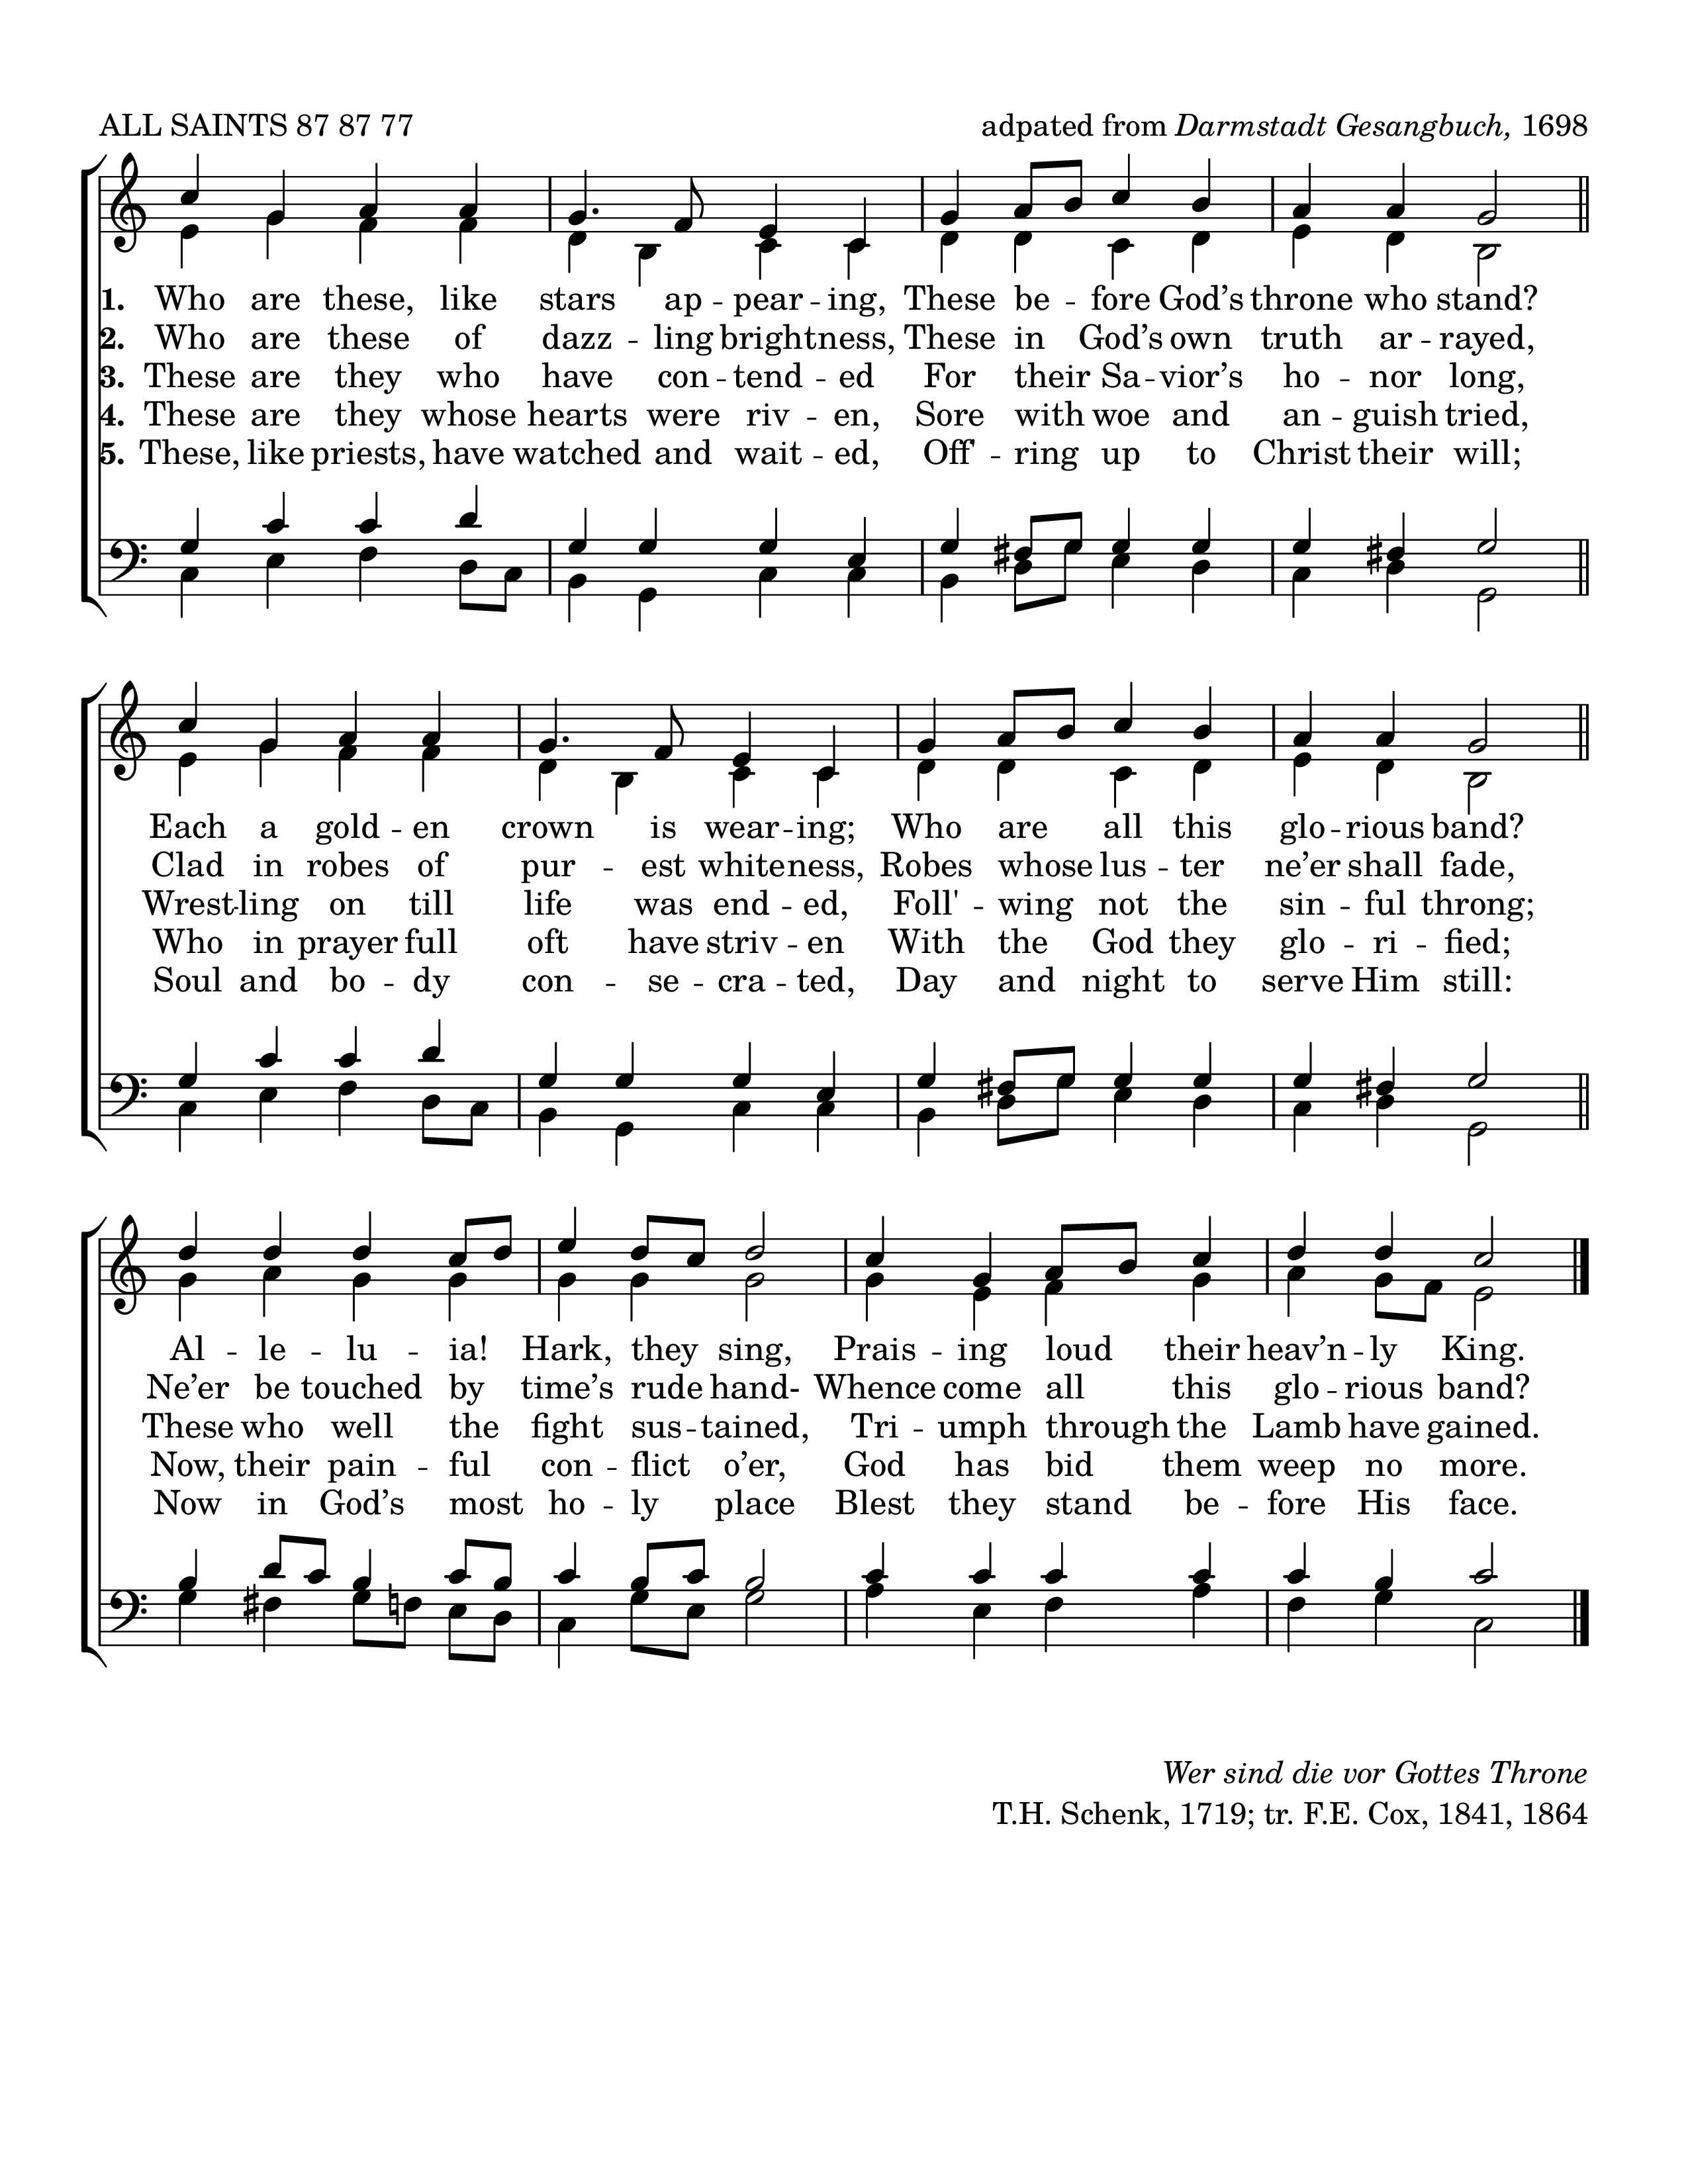 ALL SAINTS 87 87 77
adpated from Darmstadt Gesangbuch, 1698
1. Who are these, like stars ap -- pear -- ing, These be -- fore God’s throne who stand?
2. Who are these of dazz -- ling brightness, These in God’s own truth ar -- rayed,
3. These are they who have con -- tend -- ed For their Sa -- vior’s ho -- nor long,
4. These are they whose hearts were riv -- en, Sore with woe and an -- guish tried,
5. These, like priests, have watched and wait -- ed, Off' -- ring up to Christ their will;
Each a gold -- en crown is wear -- ing; Who are all this glo -- rious band?
Clad in robes of pur -- est whiteness, Robes whose lus -- ter ne’er shall fade,
Wrest -- ling on till life was end -- ed, Foll' -- wing not the sin -- ful throng;
Who in prayer full oft have striv -- en With the God they glo -- ri -- fied;
Soul and bo -- dy con -- se -- cra -- ted, Day and night to serve Him still:
Al -- le -- lu -- ia! Hark, they sing, Prais -- ing loud their heav’n -- ly King.
Ne’er be touched by time’s rude hand- Whence come all this glo -- rious band?
These who well the fight sus -- tained, Tri -- umph through the Lamb have gained.
Now, their pain -- ful con -- flict o’er, God has bid them weep no more.
Now in God’s most ho -- ly place Blest they stand be -- fore His face.
Wer sind die vor Gottes Throne
T.H. Schenk, 1719; tr. F.E. Cox, 1841, 1864